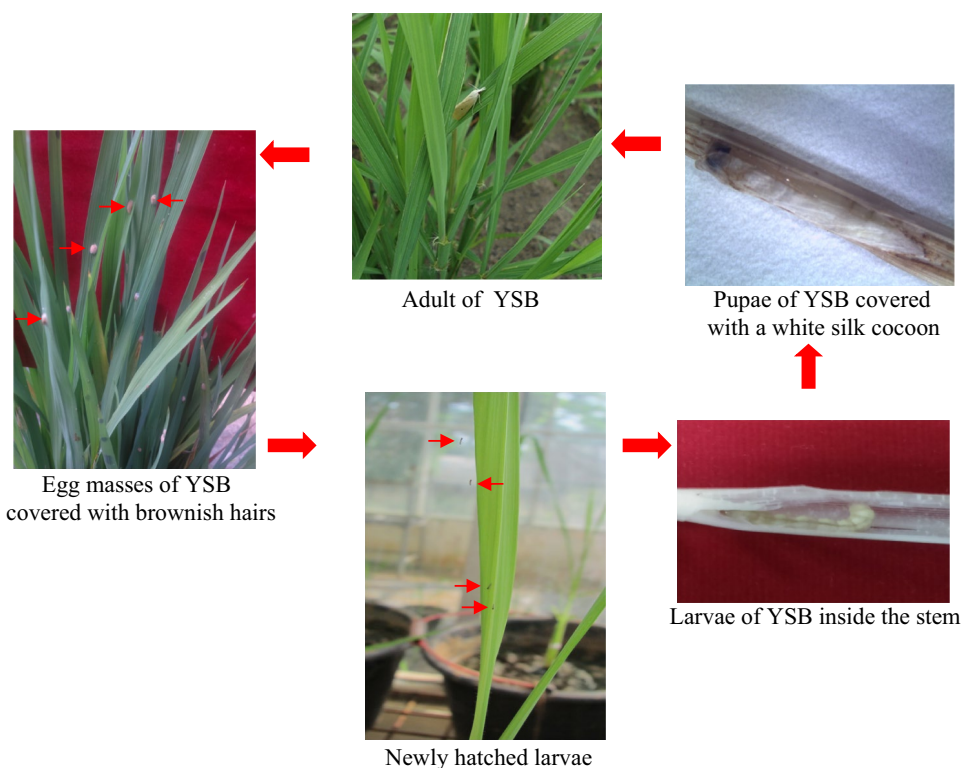 Adult of YSB
Pupae of YSB covered
with a white silk cocoon
Egg masses of YSB
covered with brownish hairs
Larvae of YSB inside the stem
Newly hatched larvae